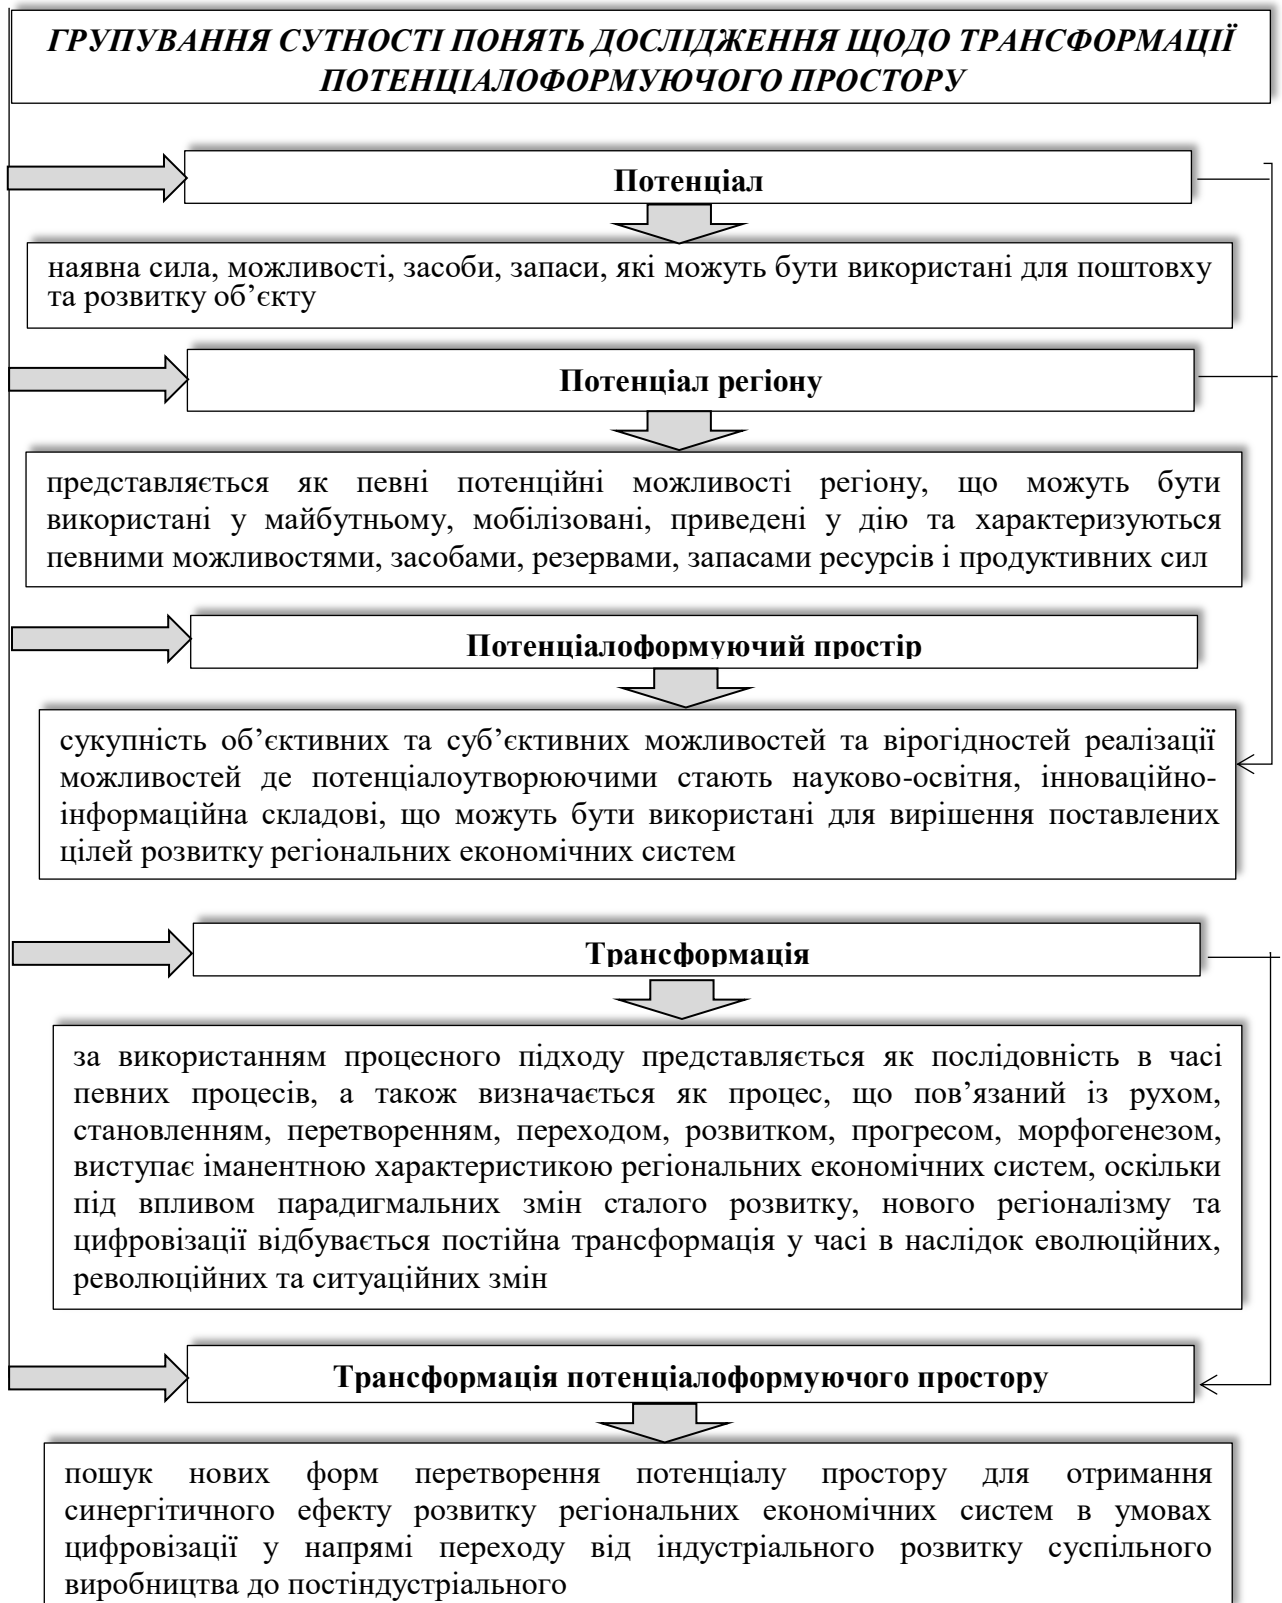 ГРУПУВАННЯ СУТНОСТІ ПОНЯТЬ ДОСЛІДЖЕННЯ ЩОДО ТРАНСФОРМАЦІЇ
ПОТЕНЦІАЛОФОРМУЮЧОГО ПРОСТОРУ
Потенціал
наявна сила, можливості, засоби, запаси, які можуть бути використані для поштовху
та розвитку об’єкту
Потенціал регіону
представляється як певні потенційні можливості регіону, що можуть бути
використані у майбутньому, мобілізовані, приведені у дію та характеризуються
певними можливостями, засобами, резервами, запасами ресурсів і продуктивних сил
Потенціалоформуючий простір
сукупність об’єктивних та суб’єктивних можливостей та вірогідностей реалізації
можливостей де потенціалоутворюючими стають науково-освітня, інноваційно-
інформаційна складові, що можуть бути використані для вирішення поставлених
цілей розвитку регіональних економічних систем
Трансформація
за використанням процесного підходу представляється як послідовність в часі
певних процесів, а також визначається як процес, що пов’язаний із рухом,
становленням, перетворенням, переходом, розвитком, прогресом, морфогенезом,
виступає іманентною характеристикою регіональних економічних систем, оскільки
під впливом парадигмальних змін сталого розвитку, нового регіоналізму та
цифровізації відбувається постійна трансформація у часі в наслідок еволюційних,
революційних та ситуаційних змін
Трансформація потенціалоформуючого простору
пошук нових форм перетворення потенціалу простору для отримання
синергітичного ефекту розвитку регіональних економічних систем в умовах
цифровізації у напрямі переходу від індустріального розвитку суспільного
виробництва до постіндустріального